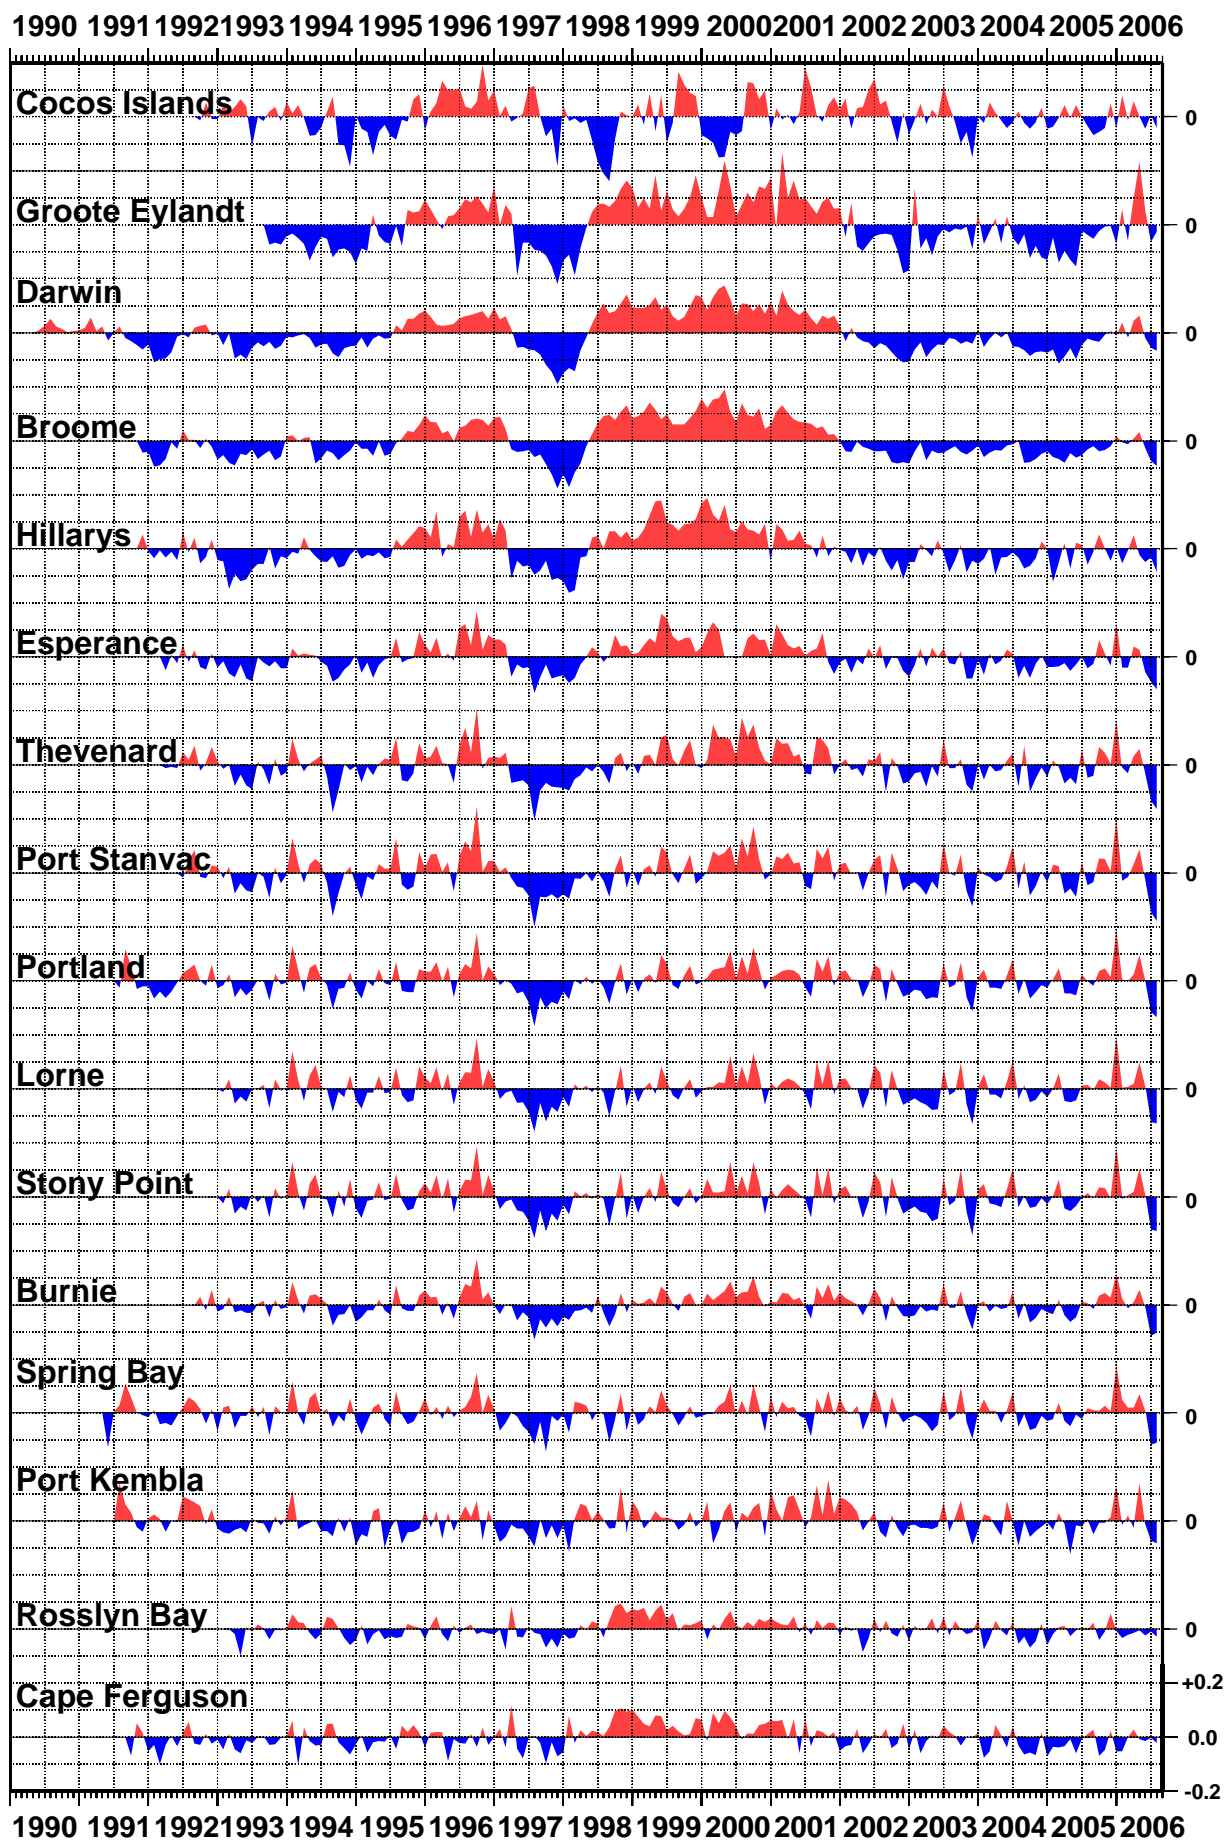 1990 1991 1992 1993 1994 1995 1996 1997 1998 1999 2000 2001 2002 2003 2004 2005 2006
Cocos Islands 0
Groote Eylandt 0
Darwin 0
Broome 0
Hillarys 0
Esperance 0
Thevenard 0
Port Stanvac 0
Portland 0
Lorne 0
Stony Point 0
Burnie 0
Spring Bay 0
Port Kembla 0
Rosslyn Bay 0
+0.2
Cape Ferguson
0.0
-0.2
1990 1991 1992 1993 1994 1995 1996 1997 1998 1999 2000 2001 2002 2003 2004 2005 2006